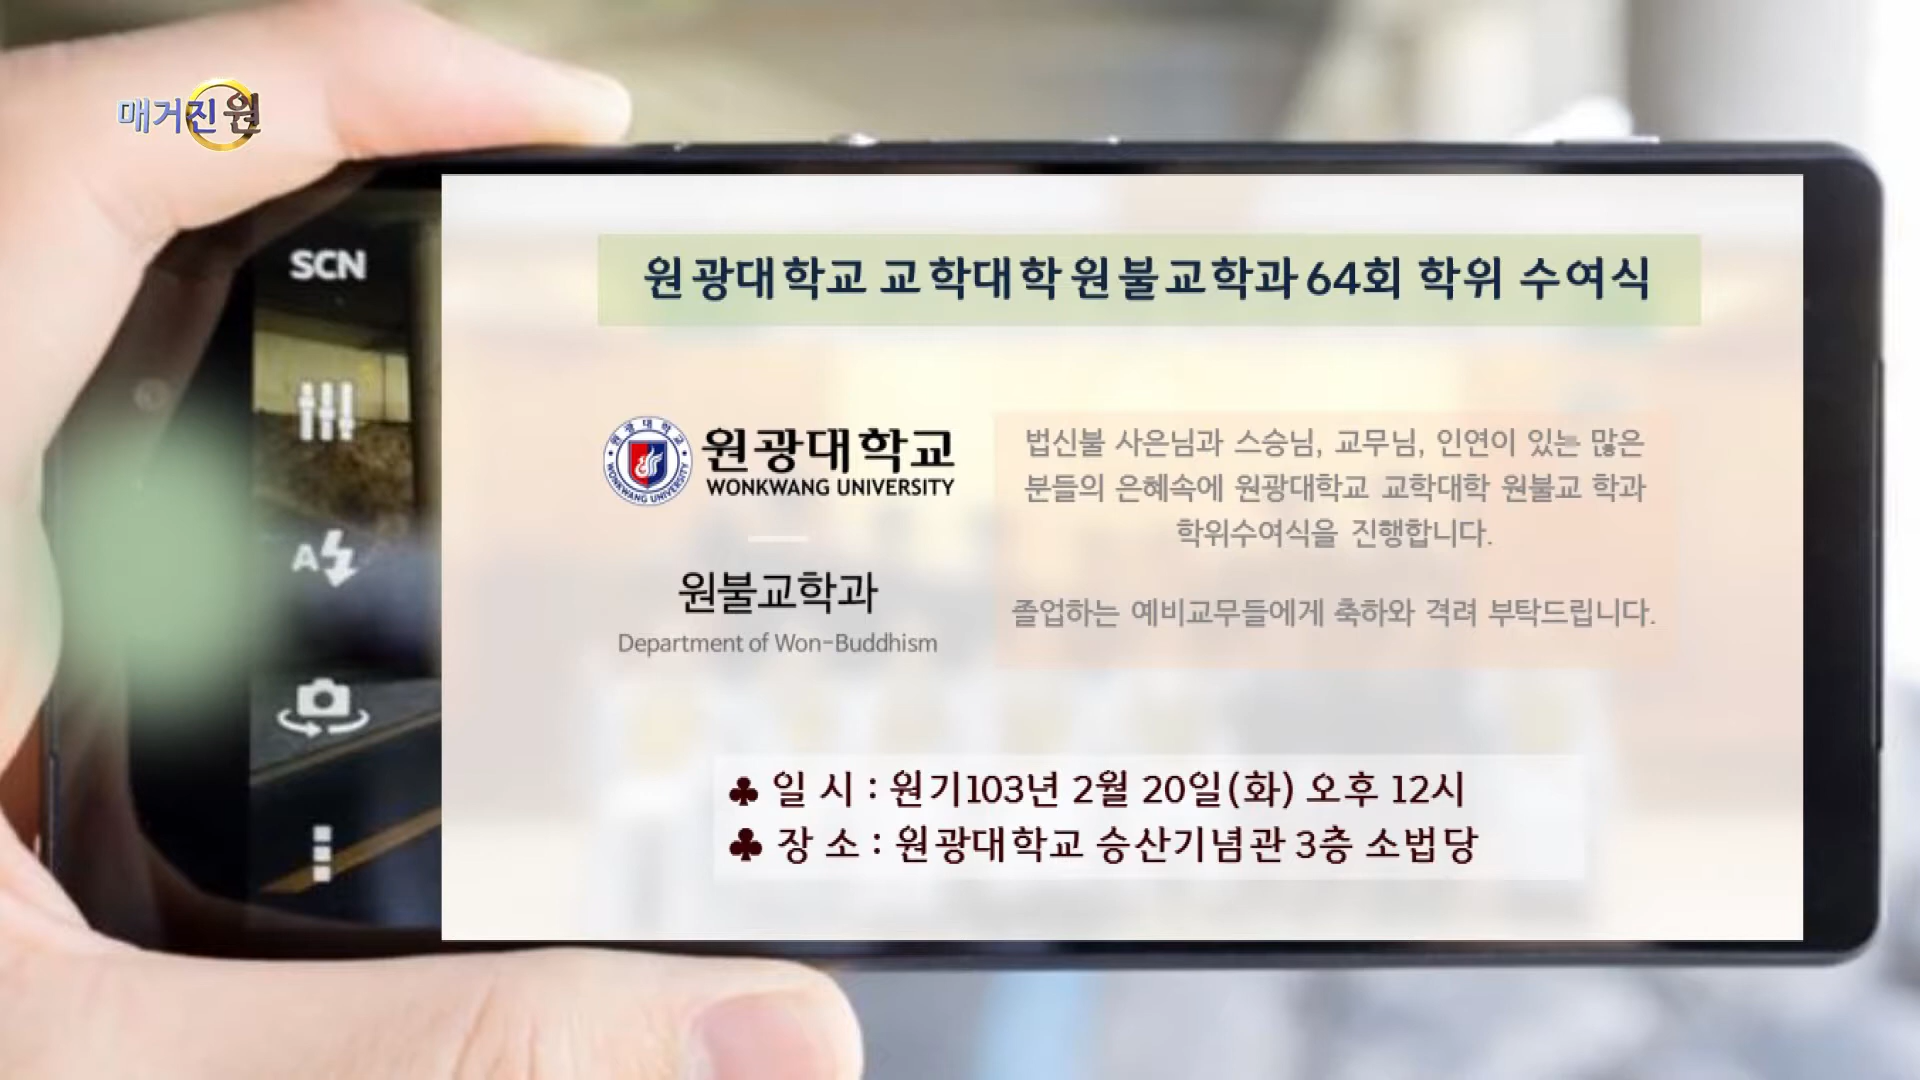 매거진 원
SCN
A
원광대학교 교학대학 원불교학과 64회 학위 수여식
원광대학교
WONKWANG UNIVERSITY
원광대학교
WONKWANG UNIVERSITY
원불교학과
Department of Won-Buddhism
법신불 사은님과 스승님, 교무님, 인연이 있는 많은
분들의 은혜속에 원광대학교 교학대학 원불교 학과
학위수여식을 진행합니다.
졸업하는 예비교무들에게 축하와 격려 부탁드립니다.
♣ 일 시 : 원기103년 2월 20일(화) 오후 12시
♣ 장 소 : 원광대학교 숭산기념관 3층 소법당